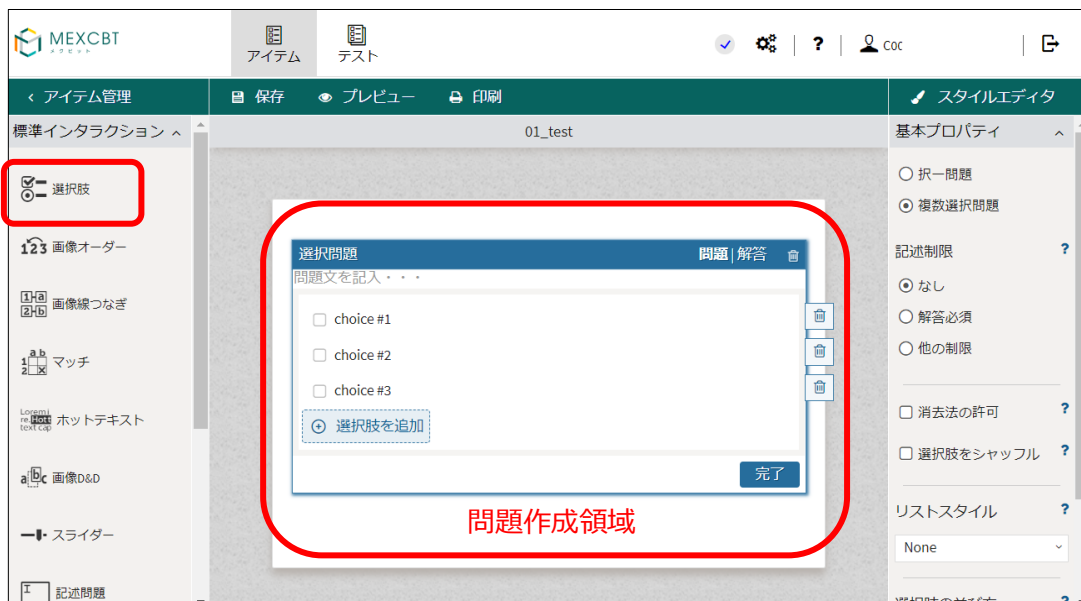 MEXCBT
メクビット
アイテム
テスト
?
coc
アイテム管理
保存
プレビュー
印刷
スタイルエディタ
標準インタラクション
01_test
基本プロパティ
選択肢
画像オーダー
画像線つなぎ
マッチ
ホットテキスト
画像D&D
スライダー
記述問題
選択問題
問題|解答
問題文を記入・・・
choice #1
choice #2
choice #3
選択肢を追加
完了
問題作成領域
択一問題
複数選択問題
記述制限 ?
なし
解答必須
他の制限
消去法の許可 ?
選択肢をシャッフル ?
リストスタイル ?
None